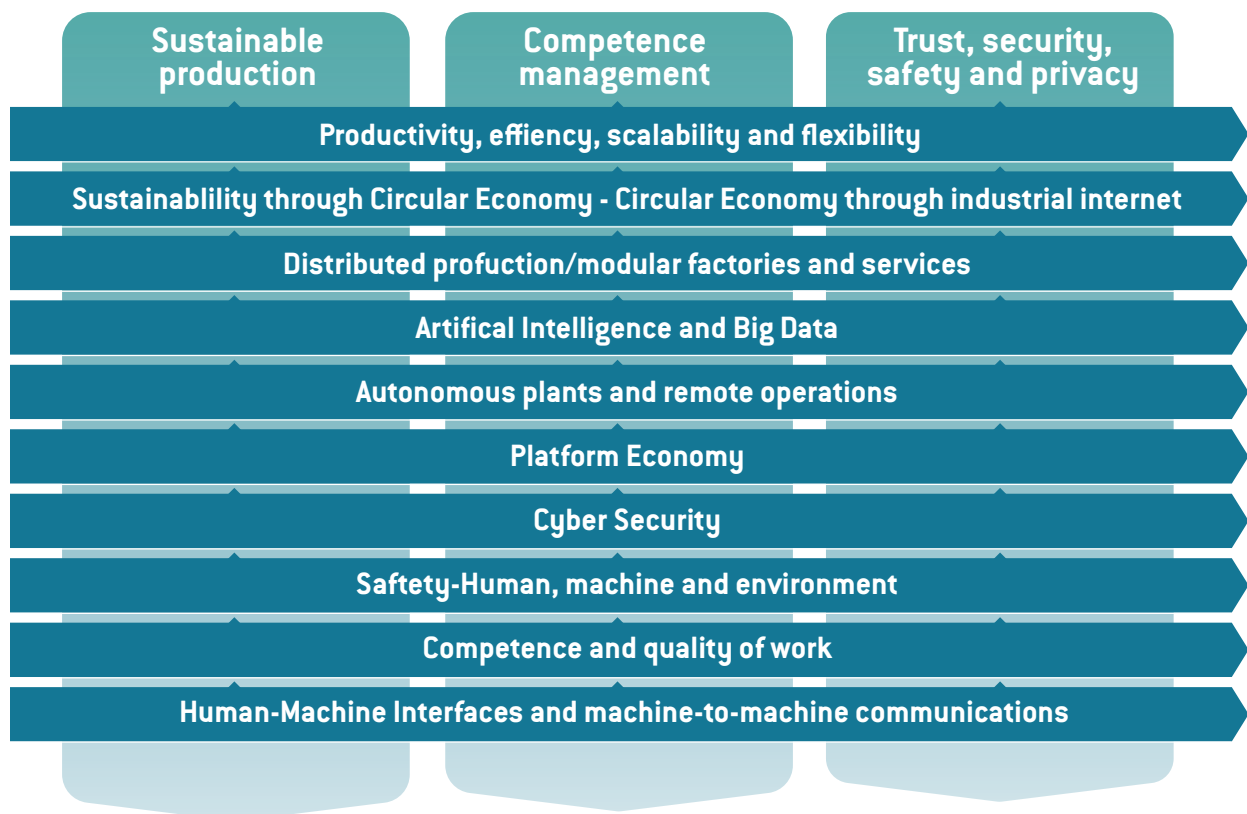 Sustainable
production
Competence
management
Trust, security,
safety and privacy
Productivity, effiency, scalability and flexibility
Sustainablility through Circular Economy - Circular Economy through industrial internet
Distributed profuction/modular factories and services
Artifical Intelligence and Big Data
Autonomous plants and remote operations
Platform Economy
Cyber Security
Saftety-Human, machine and environment
Competence and quality of work
Human-Machine Interfaces and machine-to-machine communications